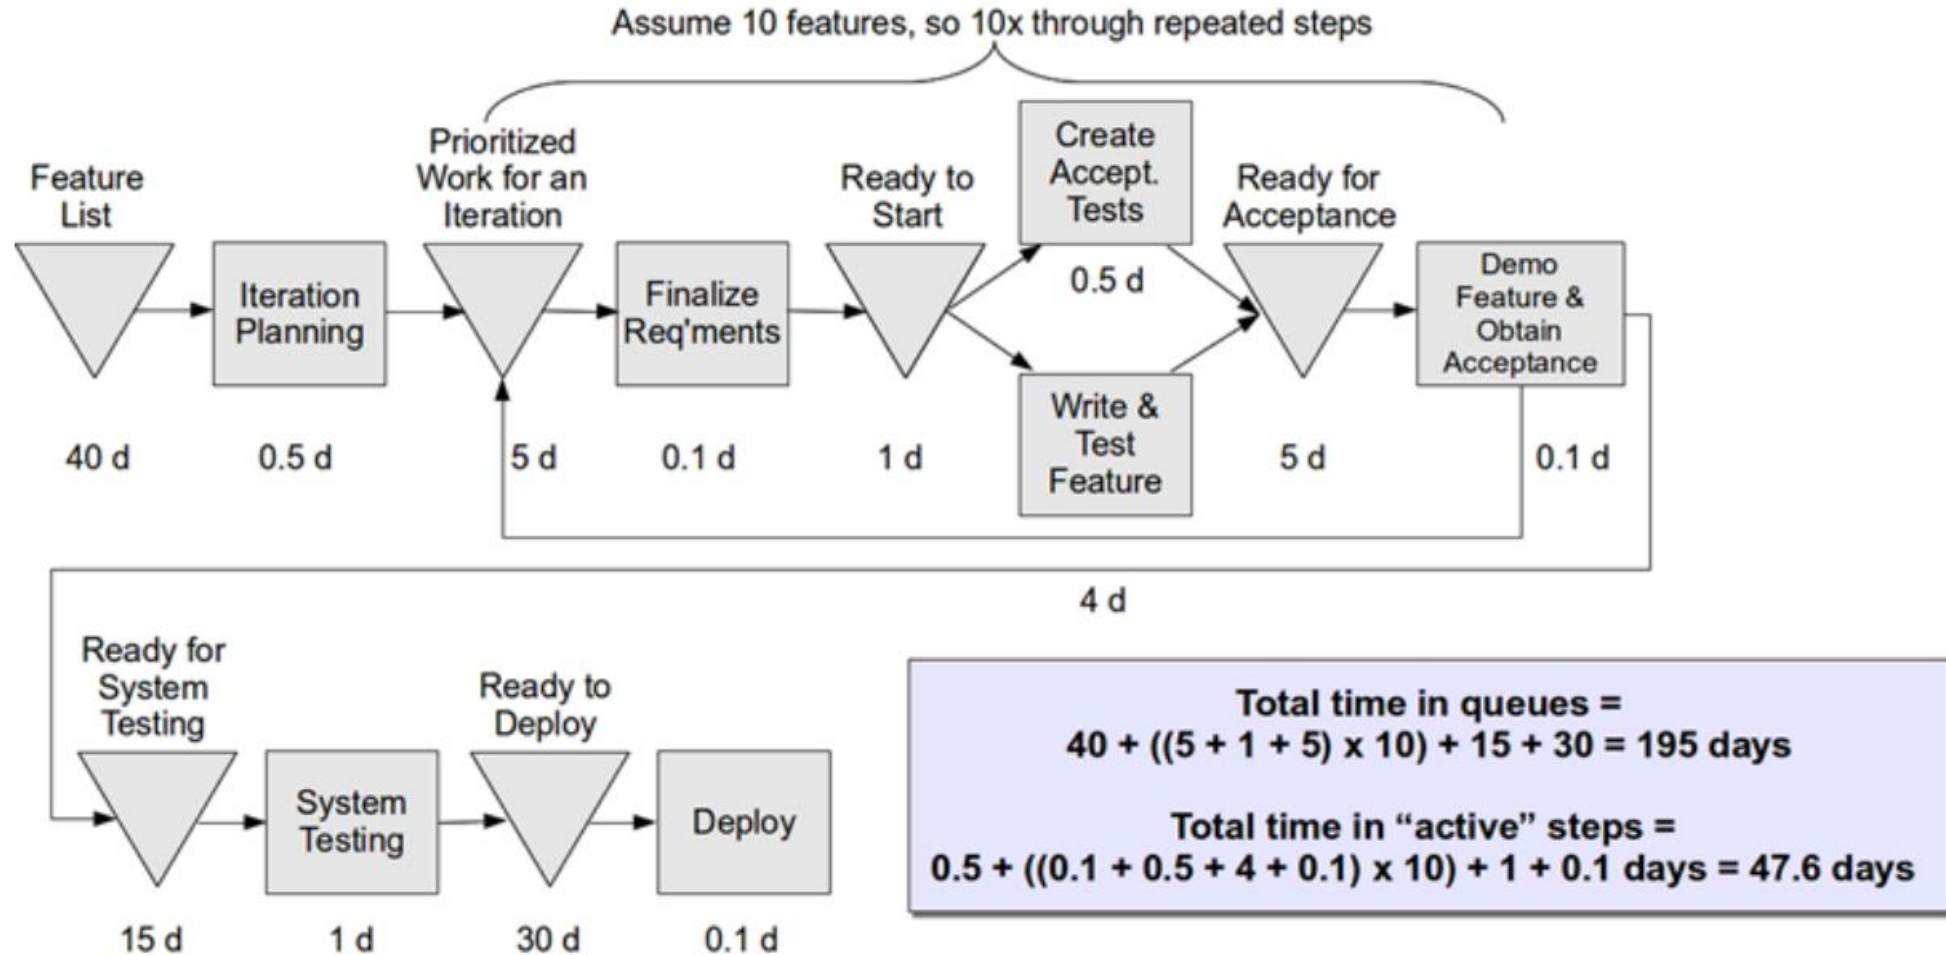 Assume 10 features, so 10x through repeated steps
Feature
List
Prioritized
Work for an
Iteration
Ready to
Start
Create
Accept.
Tests
Ready for
Acceptance
Iteration
Planning
Finalize
Req'ments
0.5 d
Demo
Feature &
Obtain
Acceptance
Write &
Test
Feature
40 d
0.5 d
5 d
0.1 d
1 d
5 d
0.1 d
4 d
Ready for
System
Testing
Ready to
Deploy
System
Testing
Deploy
15 d
1 d
30 d
0.1 d
Total time in queues =
40 + ((5 + 1 + 5) x 10) + 15 + 30 = 195 days
Total time in “active” steps =
0.5 + ((0.1 + 0.5 + 4 + 0.1) x 10) + 1 + 0.1 days = 47.6 days